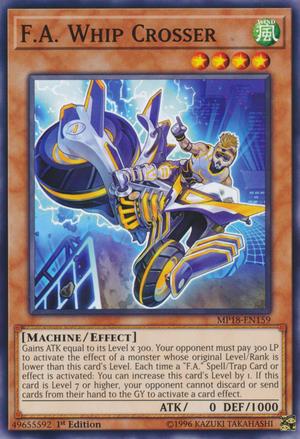 F.A. WHIP CROSSER
風
WIND
MP18-EN159
[MACHINE/EFFECT]
Gains ATK equal to its Level x 300. Your opponent must pay 300 LP
to activate the effect of a monster whose original Level/Rank is
lower than this card's Level. Each time a "F.A." Spell/Trap Card or
effect is activated: You can increase this card's Level by 1. If this
card is Level 7 or higher, your opponent cannot discard or send
cards from their hand to the GY to activate a card effect.
ATK/ 0 DEF/1000
49655592 1st Edition ©1996 KAZUKI TAKAHASHI